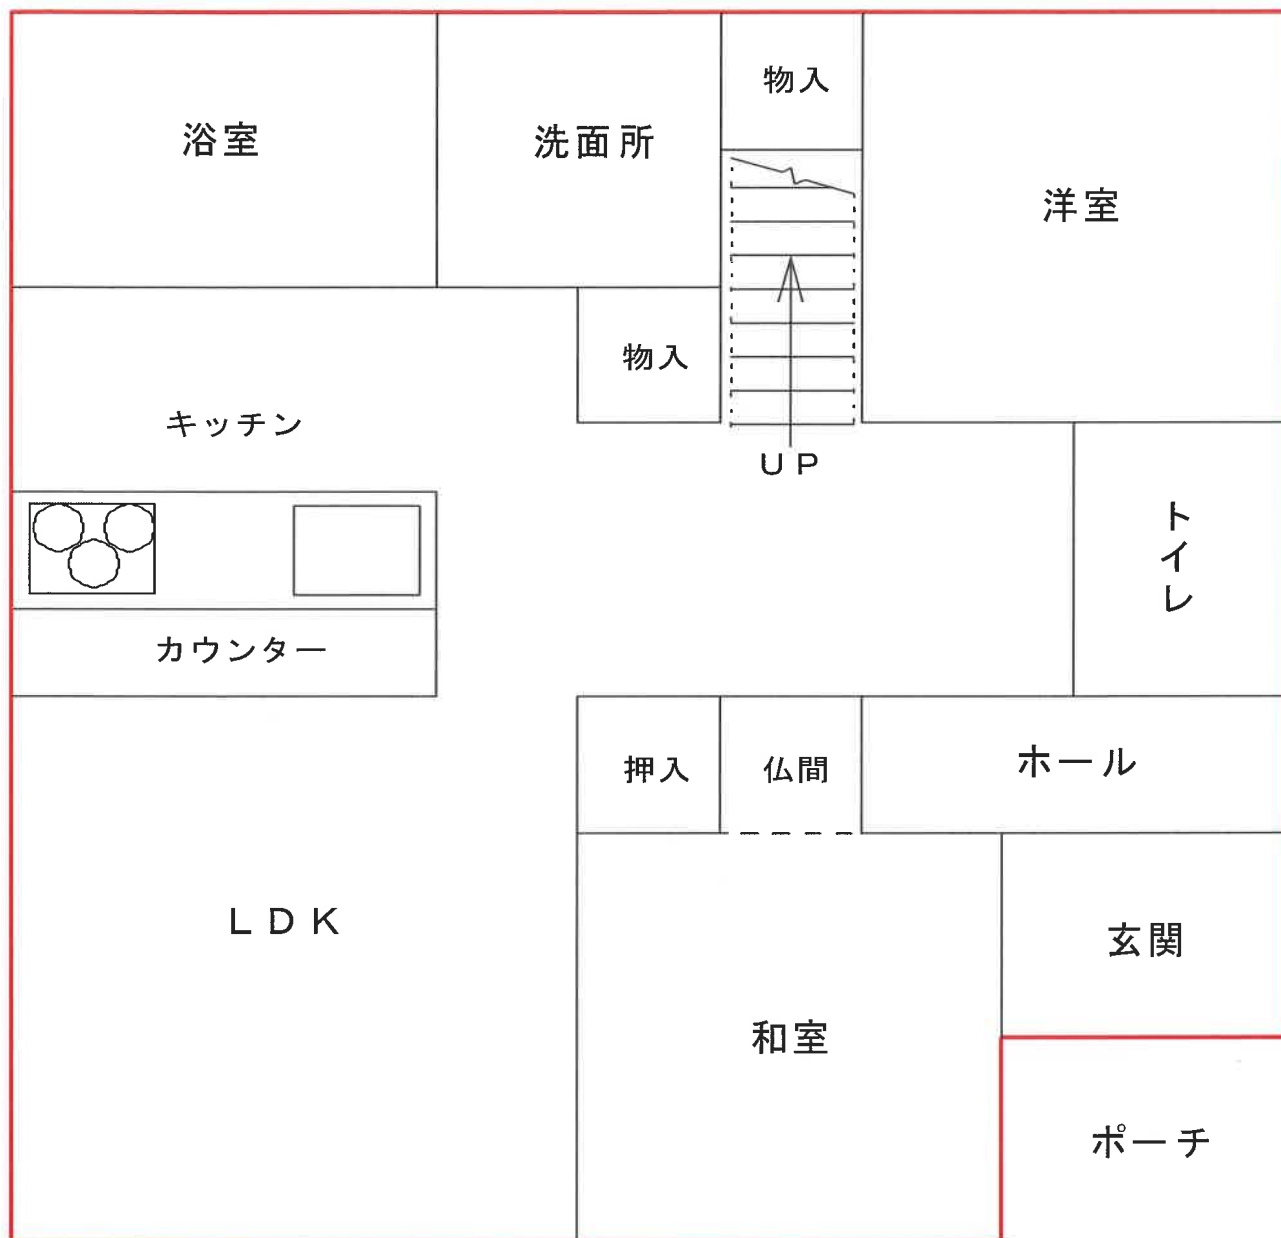 物入
浴室
洗面所
洋室
物入
キッチン
UP
トイレ
カウンター
押入
仏間
ホール
LDK
玄関
和室
ポーチ